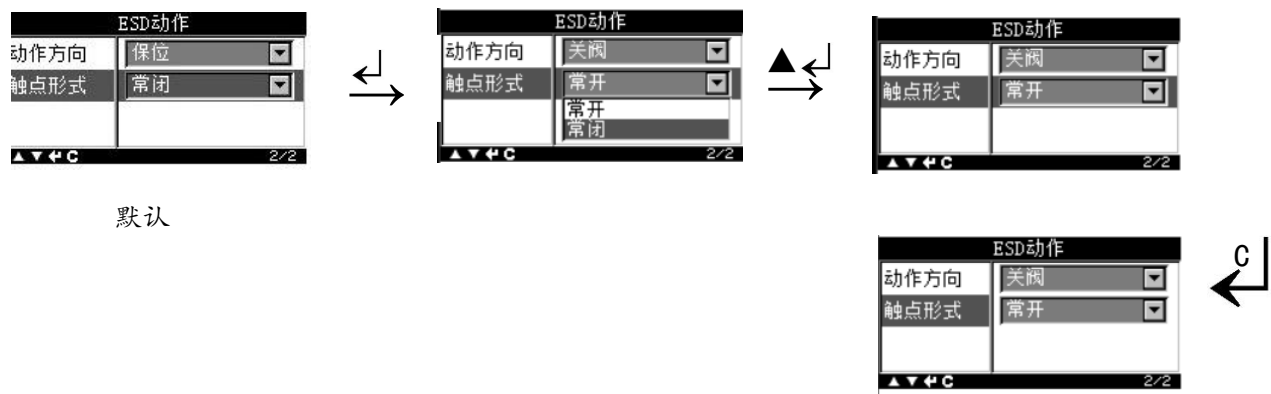 ESD动作
动作方向 保位
触点形式 常闭
▲▼↵C 2/2
默认
ESD动作
动作方向 关阀
触点形式 常开
常开
常闭
▲▼↵C 2/2
ESD动作
动作方向 关阀
触点形式 常开
▲▼↵C 2/2
C
ESD动作
动作方向 关阀
触点形式 常开
▲▼↵C 2/2